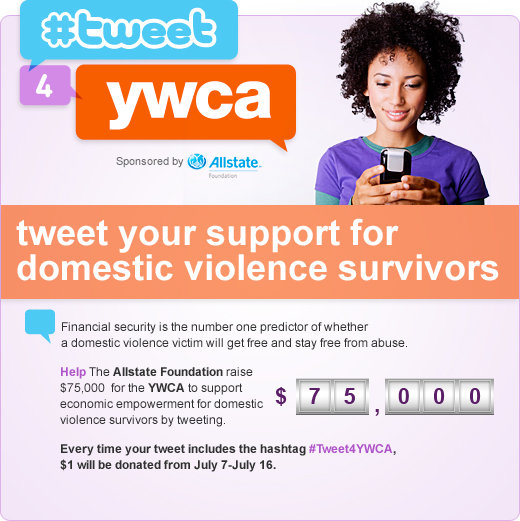 #tweet
4
ywca
Sponsored by Allstate
Foundation
tweet your support for
domestic violence survivors
Financial security is the number one predictor of whether
a domestic violence victim will get free and stay free from abuse.
Help The Allstate Foundation raise
$75,000 for the YWCA to support
economic empowerment for domestic
violence survivors by tweeting.
$ 75,000
Every time your tweet includes the hashtag #Tweet4YWCA,
$1 will be donated from July 7-July 16.